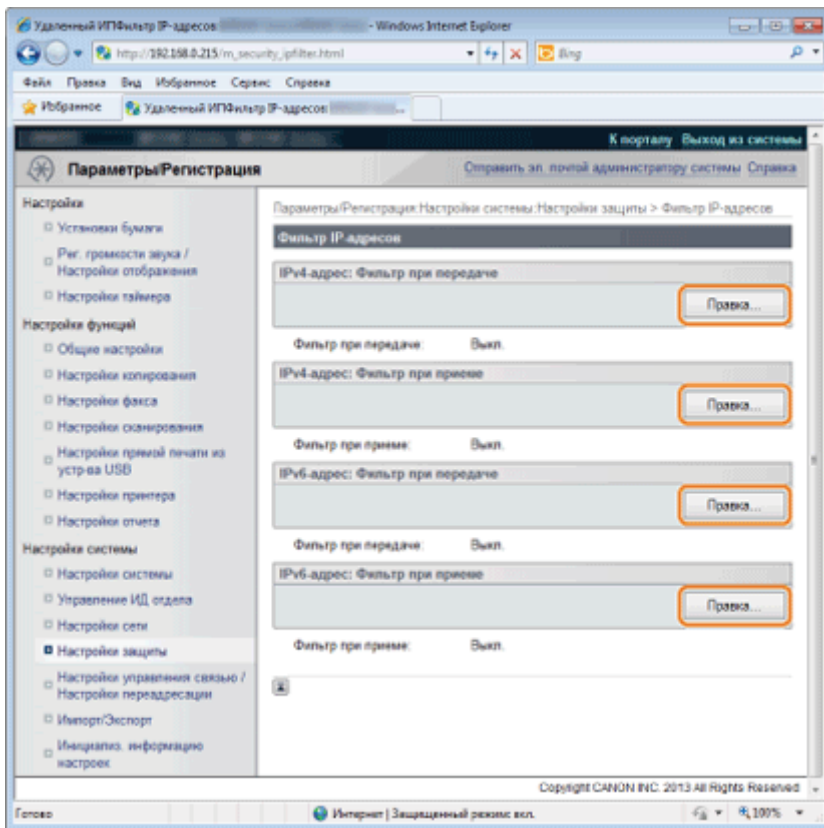 Удаленный ИПФильтр IP-адресов - Windows Internet Explorer
http://192.158.0.215/m_security_ipfilter.html Bing
Файл Правка Вид Избранное Сервис Справка
Избранное Удаленный ИПФильтр IP-адресов ...
К порталу Выход из системы
Параметры/Регистрация Отправить эл. почтой администратору системы Справка
Настройки
Установки бумаги
Рег. громкости звука /
Настройки отображения
Настройки таймера
Настройки функций
Общие настройки
Настройки копирования
Настройки факса
Настройки сканирования
Настройки прямой печати из
устр-ва USB
Настройки принтера
Настройки отчета
Настройки системы
Настройки системы
Управление ИД отдела
Настройки сети
Настройки защиты
Настройки управления связью /
Настройки переадресации
Импорт/Экспорт
Инициализ. информацию
настроек
Параметры/Регистрация:Настройки системы:Настройки защиты > Фильтр IP-адресов
Фильтр IP-адресов
IPv4-адрес: Фильтр при передаче
Правка...
Фильтр при передаче: Выкл.
IPv4-адрес: Фильтр при приеме
Правка...
Фильтр при приеме: Выкл.
IPv6-адрес: Фильтр при передаче
Правка...
Фильтр при передаче: Выкл.
IPv6-адрес: Фильтр при приеме
Правка...
Фильтр при приеме: Выкл.
Copyright CANON INC. 2013 All Rights Reserved
Готово Интернет | Защищенный режим: вкл. 100%